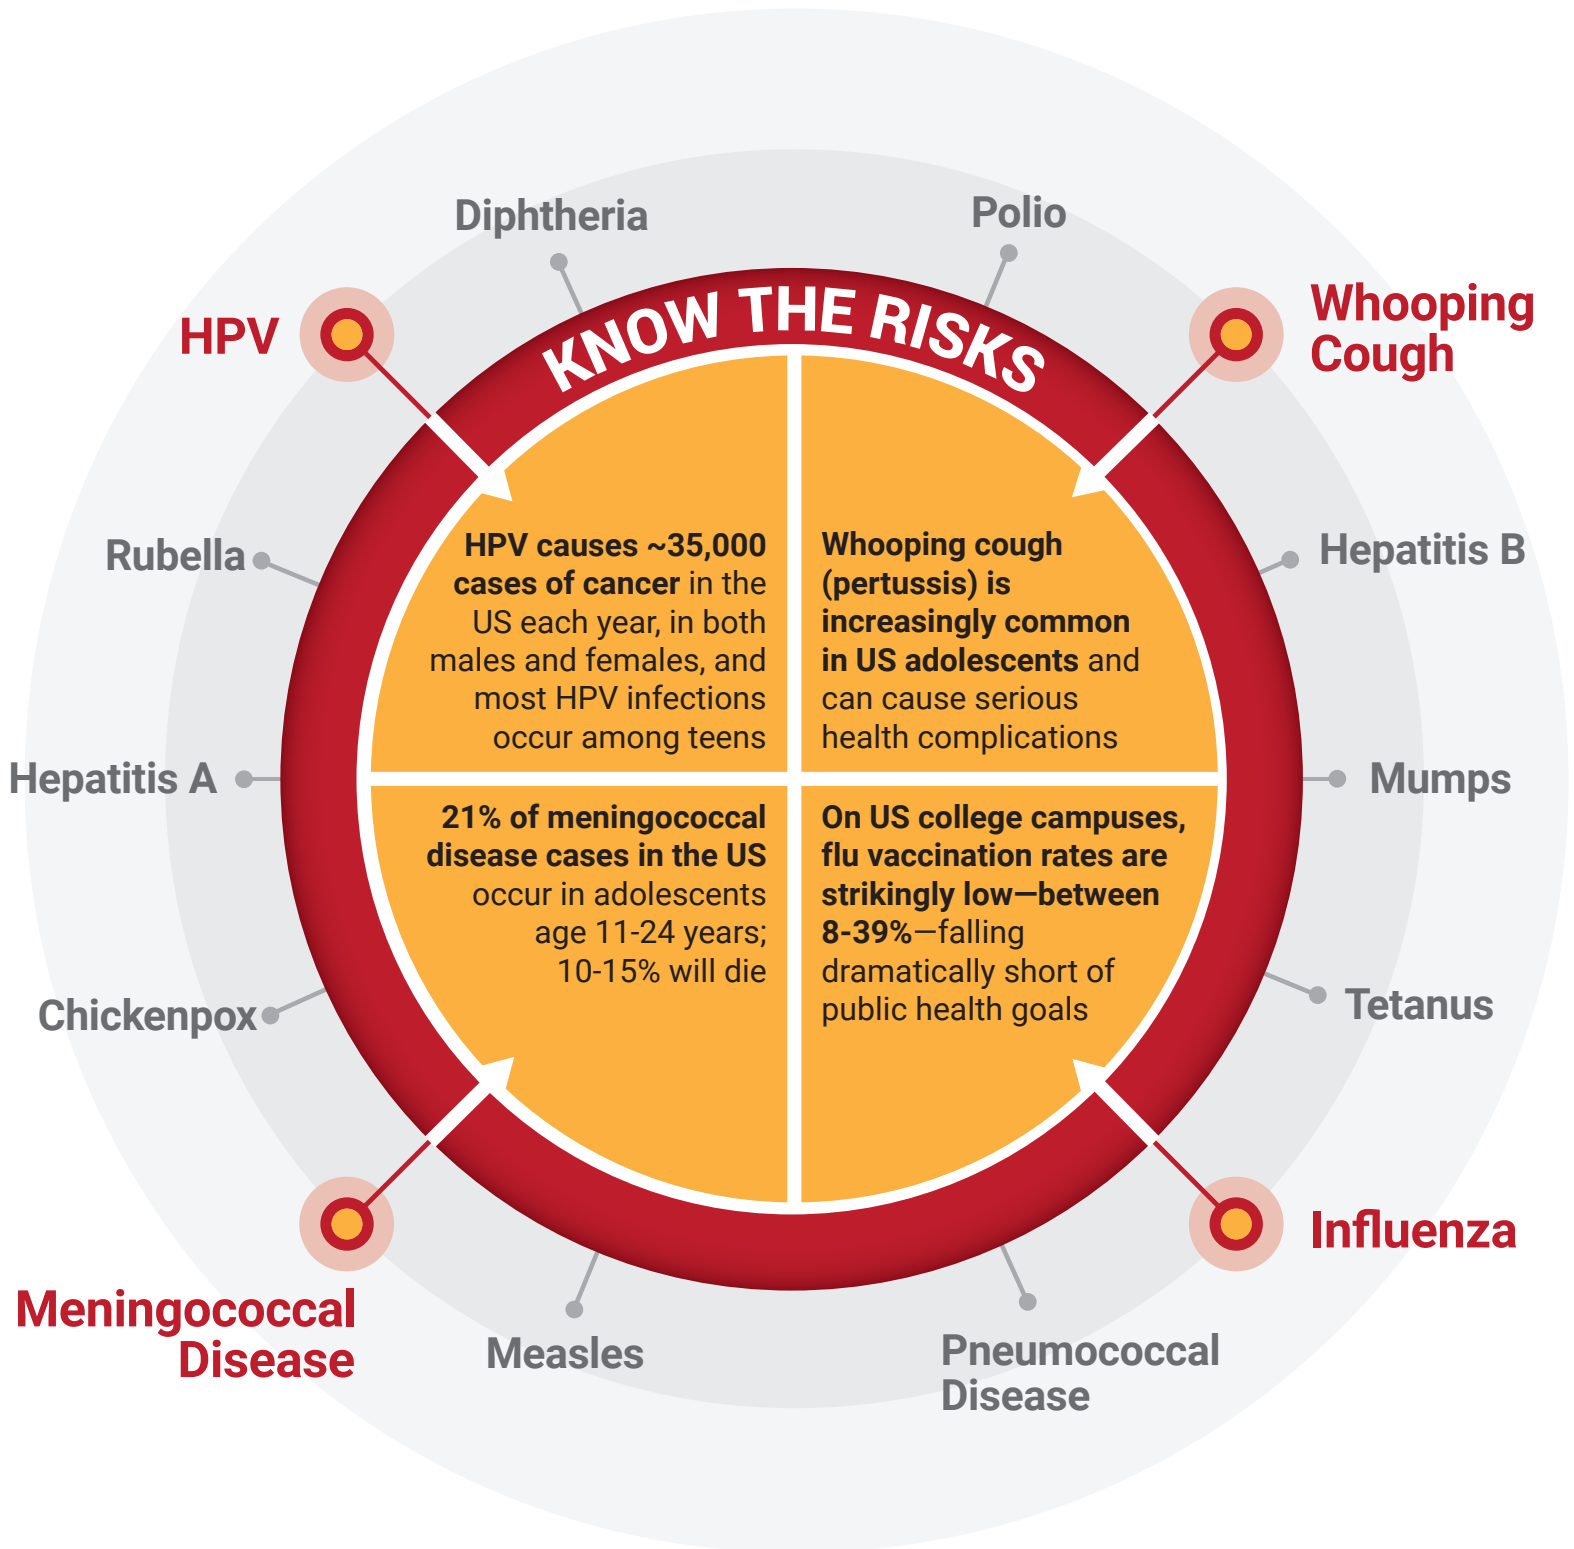 Diphtheria
Polio
KNOW THE RISKS
HPV
Whooping
Cough
Rubella
Hepatitis B
HPV causes ~35,000
cases of cancer in the
US each year, in both
males and females, and
most HPV infections
occur among teens
Whooping cough
(pertussis) is
increasingly common
in US adolescents and
can cause serious
health complications
Hepatitis A
Mumps
21% of meningococcal
disease cases in the US
occur in adolescents
age 11-24 years;
10-15% will die
On US college campuses,
flu vaccination rates are
strikingly low—between
8-39%—falling
dramatically short of
public health goals
Chickenpox
Tetanus
Meningococcal
Disease
Influenza
Measles
Pneumococcal
Disease